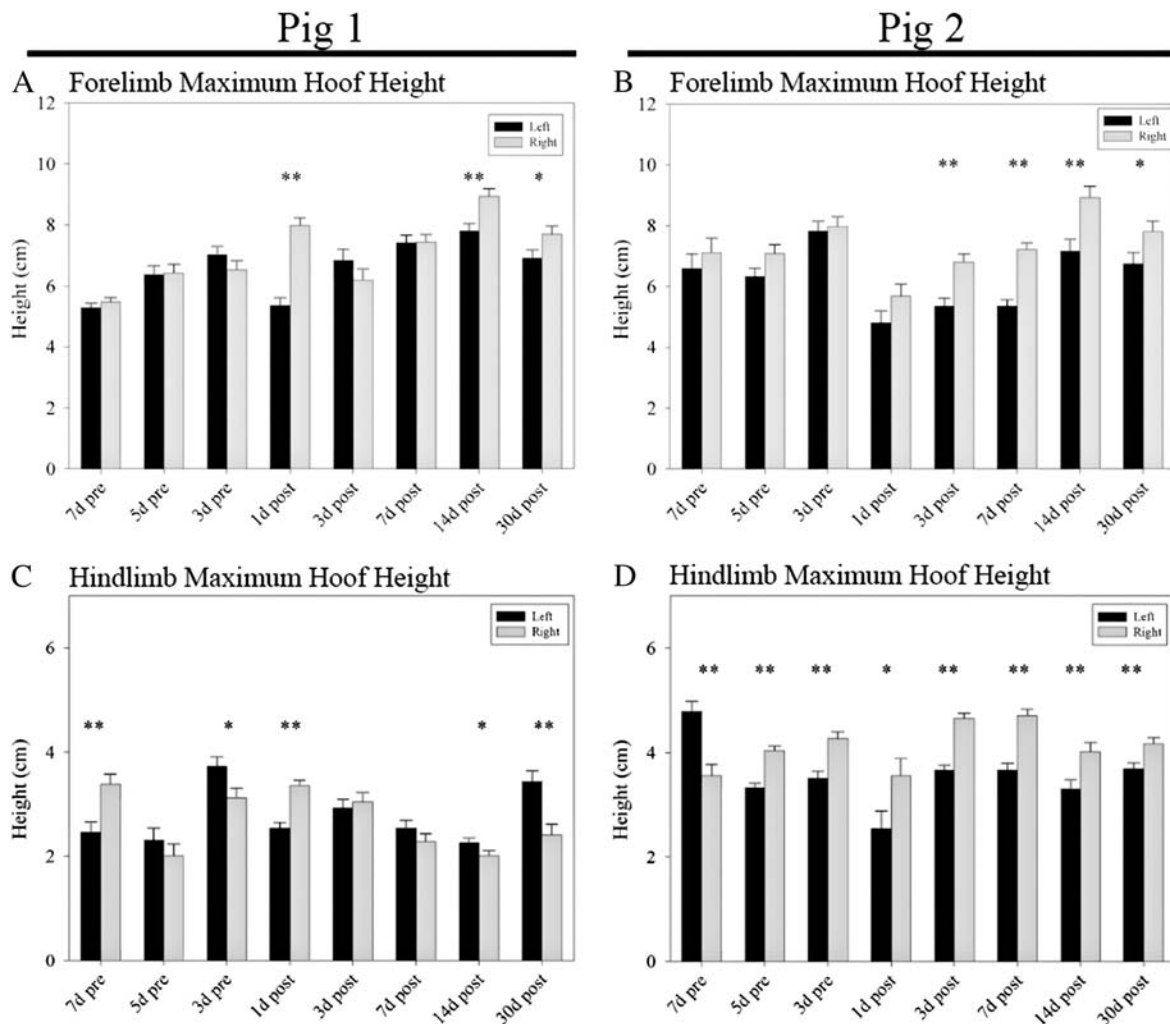 Pig 1
Pig 2
A Forelimb Maximum Hoof Height
12
10
8
6
4
2
0
Height (cm)
Left
Right
**
**
*
7d pre
5d pre
3d pre
1d post
3d post
7d post
14d post
30d post
B Forelimb Maximum Hoof Height
12
10
8
6
4
2
0
Height (cm)
Left
Right
**
**
**
*
7d pre
5d pre
3d pre
1d post
3d post
7d post
14d post
30d post
C Hindlimb Maximum Hoof Height
6
4
2
0
Height (cm)
Left
Right
**
*
**
*
**
7d pre
5d pre
3d pre
1d post
3d post
7d post
14d post
30d post
D Hindlimb Maximum Hoof Height
6
4
2
0
Height (cm)
Left
Right
**
**
**
*
**
**
**
**
7d pre
5d pre
3d pre
1d post
3d post
7d post
14d post
30d post